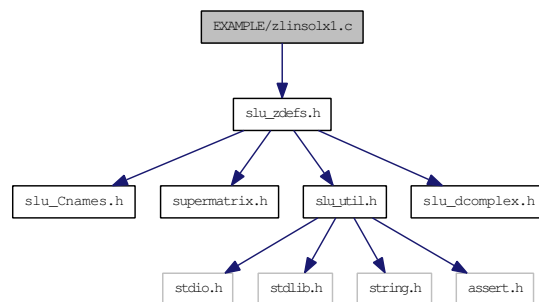 EXAMPLE/zlinsolx1.c
slu_zdefs.h
slu_Cnames.h
supermatrix.h
slu_util.h
slu_dcomplex.h
stdio.h
stdlib.h
string.h
assert.h